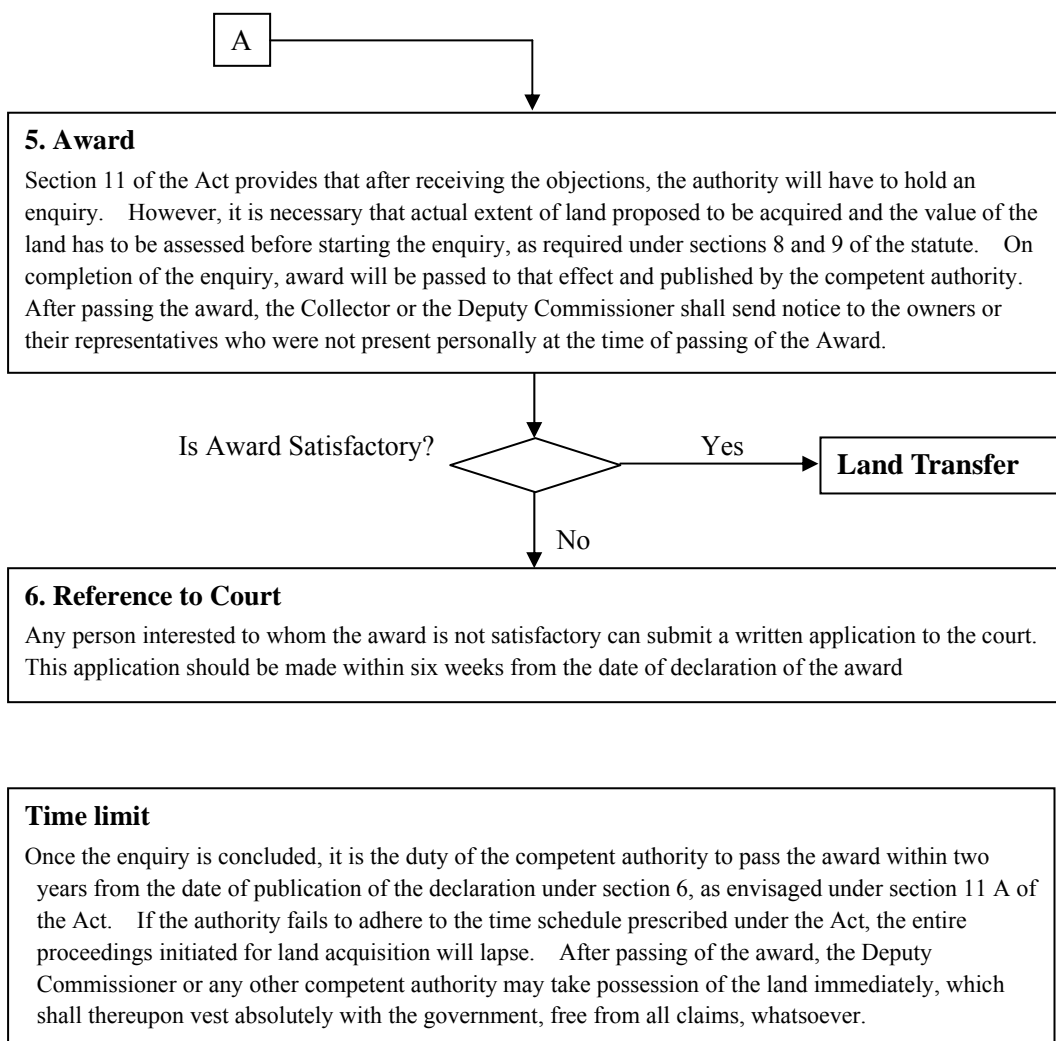 A
5. Award
Section 11 of the Act provides that after receiving the objections, the authority will have to hold an
enquiry. However, it is necessary that actual extent of land proposed to be acquired and the value of the
land has to be assessed before starting the enquiry, as required under sections 8 and 9 of the statute. On
completion of the enquiry, award will be passed to that effect and published by the competent authority.
After passing the award, the Collector or the Deputy Commissioner shall send notice to the owners or
their representatives who were not present personally at the time of passing of the Award.
Is Award Satisfactory?
Yes
Land Transfer
No
6. Reference to Court
Any person interested to whom the award is not satisfactory can submit a written application to the court.
This application should be made within six weeks from the date of declaration of the award
Time limit
Once the enquiry is concluded, it is the duty of the competent authority to pass the award within two
years from the date of publication of the declaration under section 6, as envisaged under section 11 A of
the Act. If the authority fails to adhere to the time schedule prescribed under the Act, the entire
proceedings initiated for land acquisition will lapse. After passing of the award, the Deputy
Commissioner or any other competent authority may take possession of the land immediately, which
shall thereupon vest absolutely with the government, free from all claims, whatsoever.